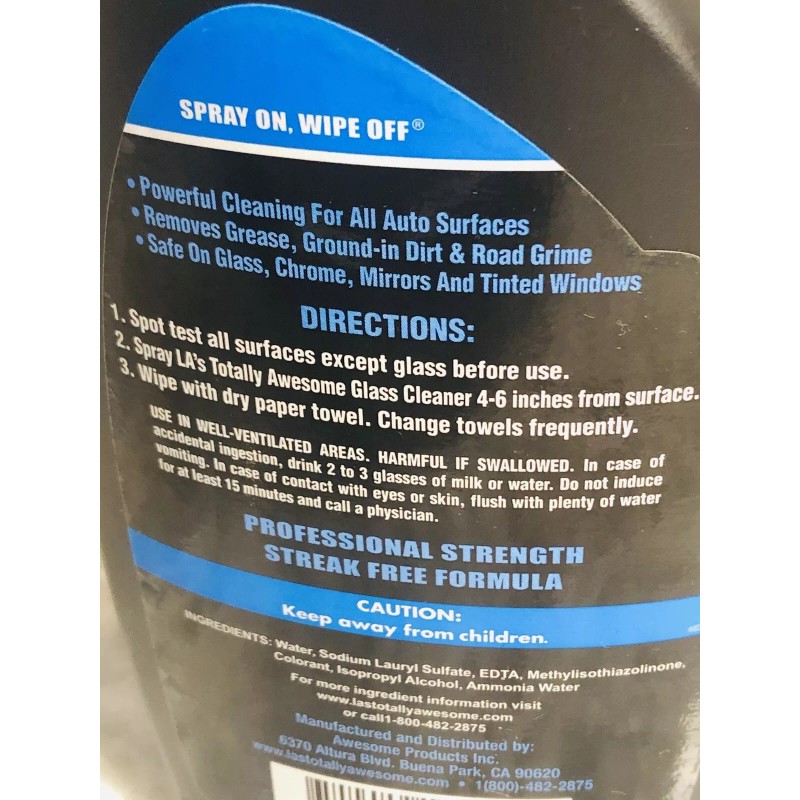 SPRAY ON, WIPE OFF®
• Powerful Cleaning For All Auto Surfaces
• Removes Grease, Ground-in Dirt & Road Grime
• Safe On Glass, Chrome, Mirrors And Tinted Windows
DIRECTIONS:
1. Spot test all surfaces except glass before use.
2. Spray LA's Totally Awesome Glass Cleaner 4-6 inches from surface.
3. Wipe with dry paper towel. Change towels frequently.
USE IN WELL-VENTILATED AREAS. HARMFUL IF SWALLOWED. In case of
accidental ingestion, drink 2 to 3 glasses of milk or water. Do not induce
vomiting. In case of contact with eyes or skin, flush with plenty of water
for at least 15 minutes and call a physician.
PROFESSIONAL STRENGTH
STREAK FREE FORMULA
CAUTION:
Keep away from children.
INGREDIENTS: Water, Sodium Lauryl Sulfate, EDTA, Methylisothiazolinone,
Colorant, Isopropyl Alcohol, Ammonia Water
For more ingredient information visit
www.lastotallyawesome.com
or call1-800-482-2875
Manufactured and Distributed by:
Awesome Products Inc.
6370 Altura Blvd. Buena Park, CA 90620
www.lastotallyawesome.com • 1(800)-482-2875